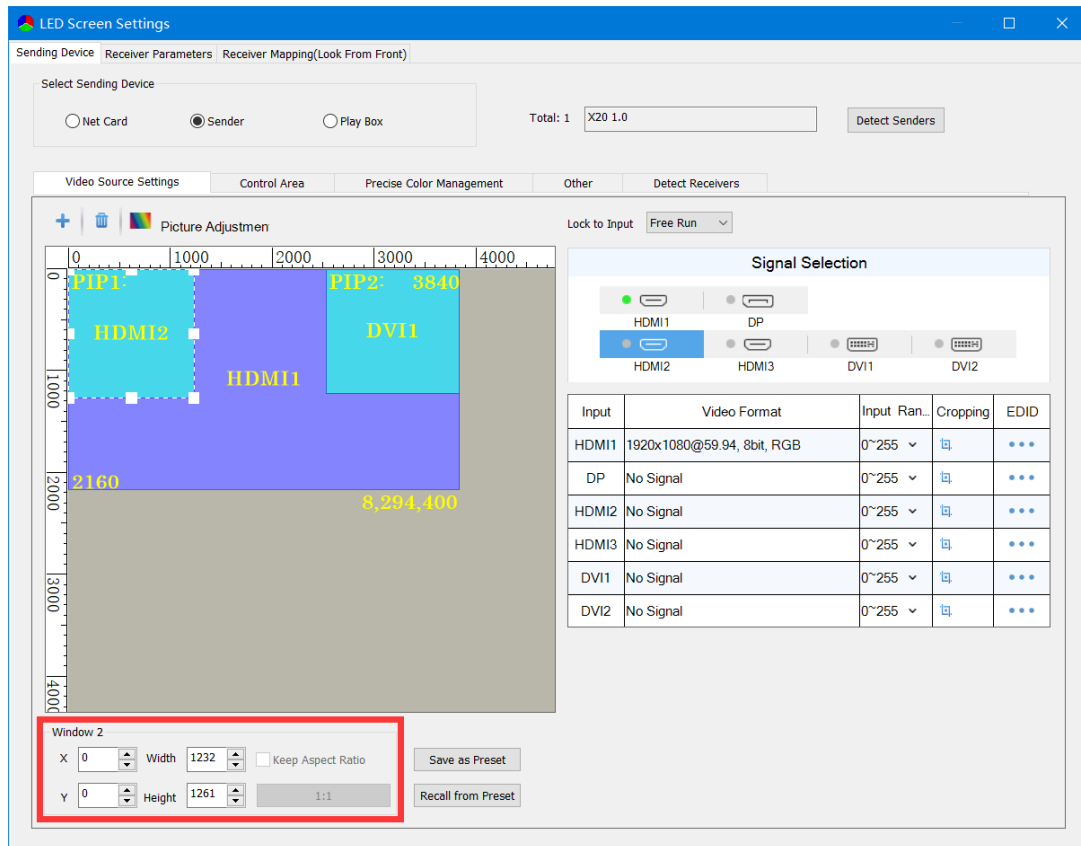 LED Screen Settings
Sending Device Receiver Parameters Receiver Mapping(Look From Front)
Select Sending Device
Net Card Sender Play Box Total: 1 X20 1.0 Detect Senders
Video Source Settings Control Area Precise Color Management Other Detect Receivers
Picture Adjustmen Lock to Input Free Run
0 1000 2000 3000 4000
0 1000 2000 3000 4000
PIP1: PIP2: 3840
HDMI2 DVI1
HDMI1
2160
8,294,400
Signal Selection
HDMI1 DP
HDMI2 HDMI3 DVI1 DVI2
Input Video Format Input Ran... Cropping EDID
HDMI1 1920x1080@59.94, 8bit, RGB 0~255
DP No Signal 0~255
HDMI2 No Signal 0~255
HDMI3 No Signal 0~255
DVI1 No Signal 0~255
DVI2 No Signal 0~255
Window 2
X 0 Width 1232 Keep Aspect Ratio Save as Preset
Y 0 Height 1261 1:1 Recall from Preset